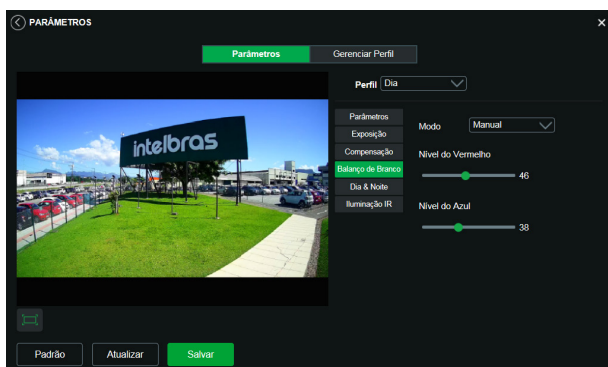 PARÂMETROS
×
Parâmetros
Gerenciar Perfil
Perfil Dia
intelbras
Parâmetros
Exposição
Compensação
Balanço de Branco
Dia & Noite
Iluminação IR
Modo Manual
Nível do Vermelho
46
Nível do Azul
38
Padrão
Atualizar
Salvar